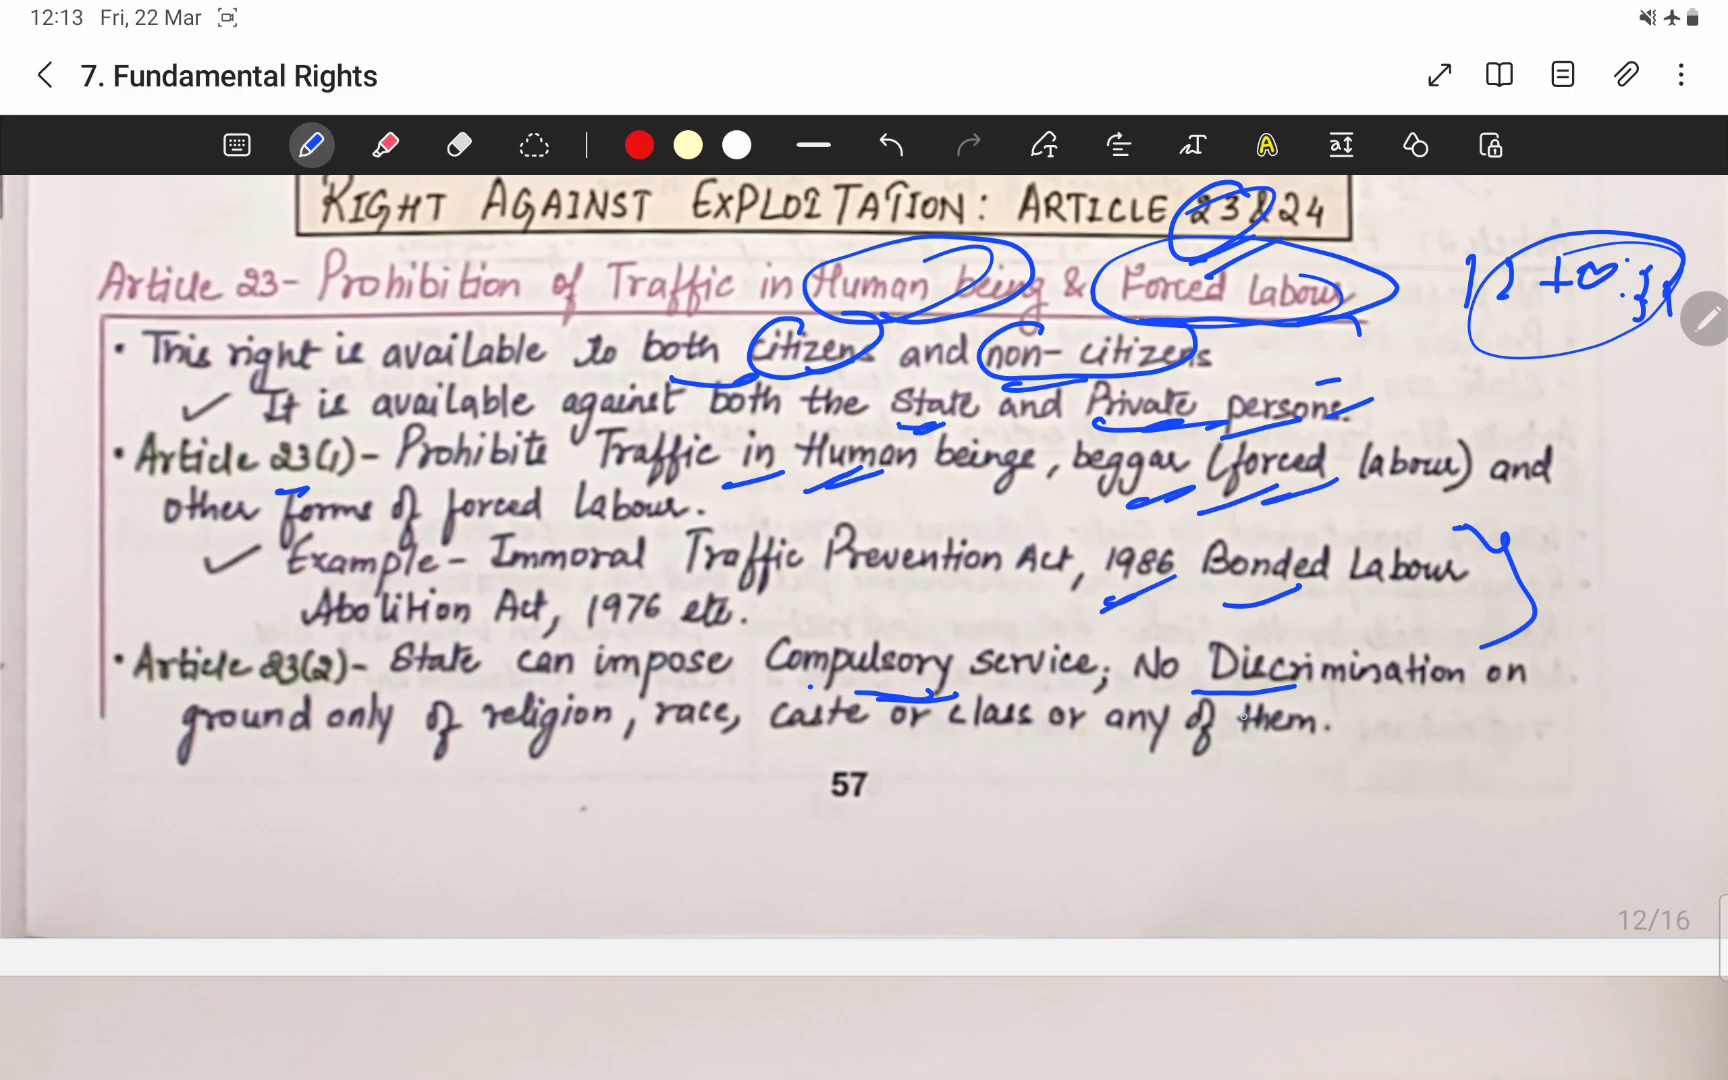 12:13 Fri, 22 Mar
7. Fundamental Rights
RIGHT AGAINST EXPLOITATION: ARTICLE 23&24
Article 23- Prohibition of Traffic in Human being & Forced Labour
• This right is available to both citizens and non-citizens
✓ It is available against both the State and Private persons.
• Article 23(1)- Prohibite Traffic in Human beings, beggar (forced labour) and
other forms of forced Labour.
✓ Example- Immoral Traffic Prevention Act, 1986 Bonded Labour
Abolition Act, 1976 etc.
• Article 23(2)- State can impose Compulsory service; No Discrimination on
ground only of religion, race, caste or class or any of them.
57
12/16